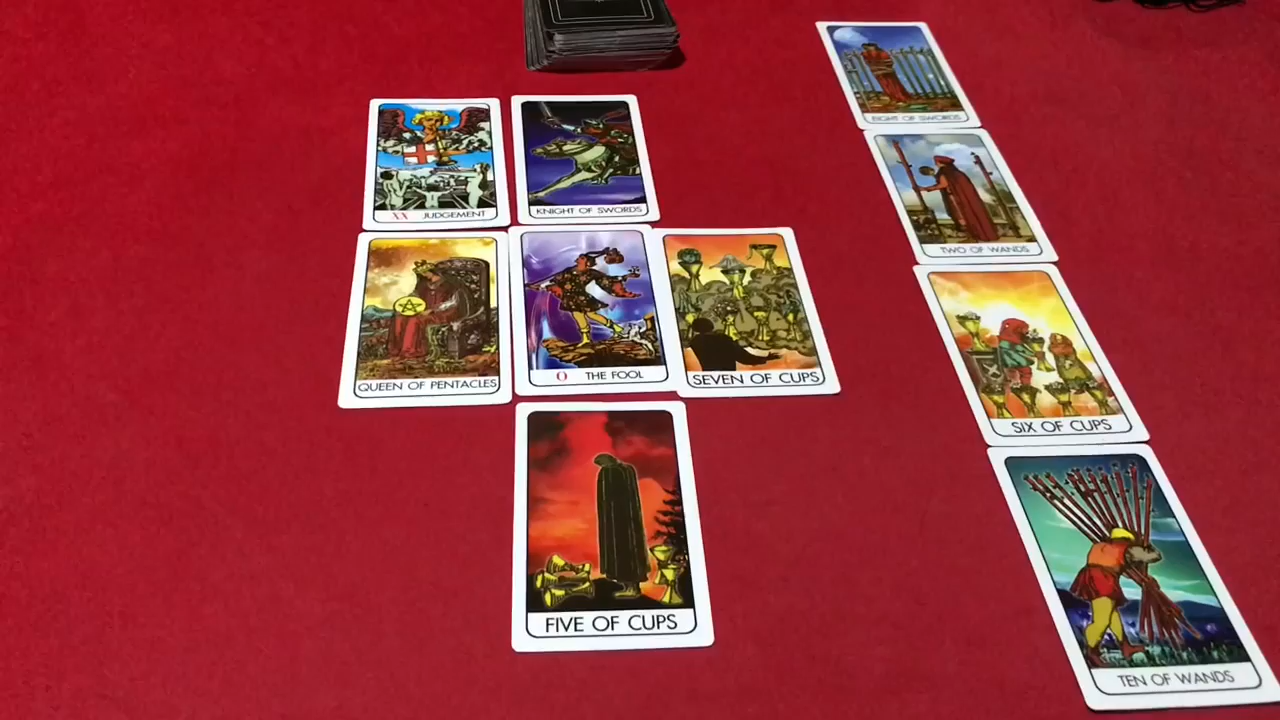 XX JUDGEMENT
KNIGHT OF SWORDS
QUEEN OF PENTACLES
0 THE FOOL
SEVEN OF CUPS
FIVE OF CUPS
EIGHT OF SWORDS
TWO OF WANDS
SIX OF CUPS
TEN OF WANDS